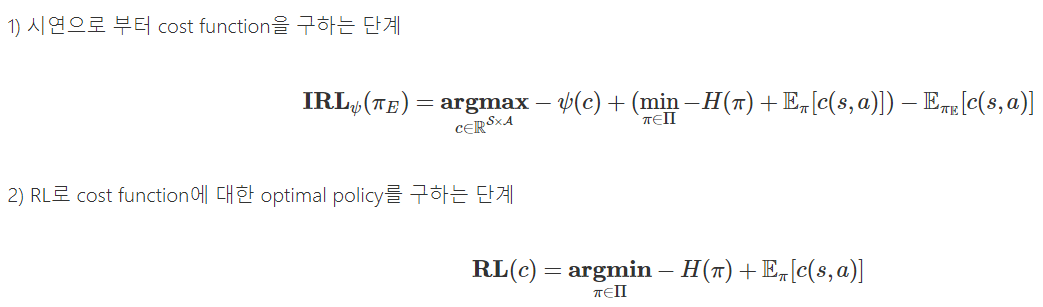 1) 시연으로 부터 cost function을 구하는 단계
IRL_ψ(π_E) = argmax_{c∈ℝ^{𝒮×𝒜}} − ψ(c) + (min_{π∈Π} −H(π) + 𝔼_π[c(s, a)]) − 𝔼_{π_𝔼}[c(s, a)]
2) RL로 cost function에 대한 optimal policy를 구하는 단계
RL(c) = argmin_{π∈Π} − H(π) + 𝔼_π[c(s, a)]